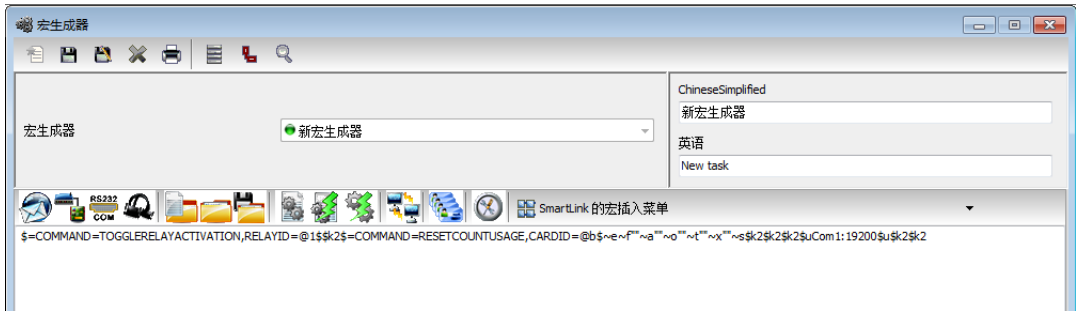 宏生成器
宏生成器
新宏生成器
ChineseSimplified
新宏生成器
英语
New task
RS232
COM
SmartLink 的宏插入菜单
$=COMMAND=TOGGLERELAYACTIVATION,RELAYID=@1$$k2$=COMMAND=RESETCOUNTUSAGE,CARDID=@b$~e~f""~a""~o""~t""~x""~s$k2$k2$k2$uCom1:19200$u$k2$k2